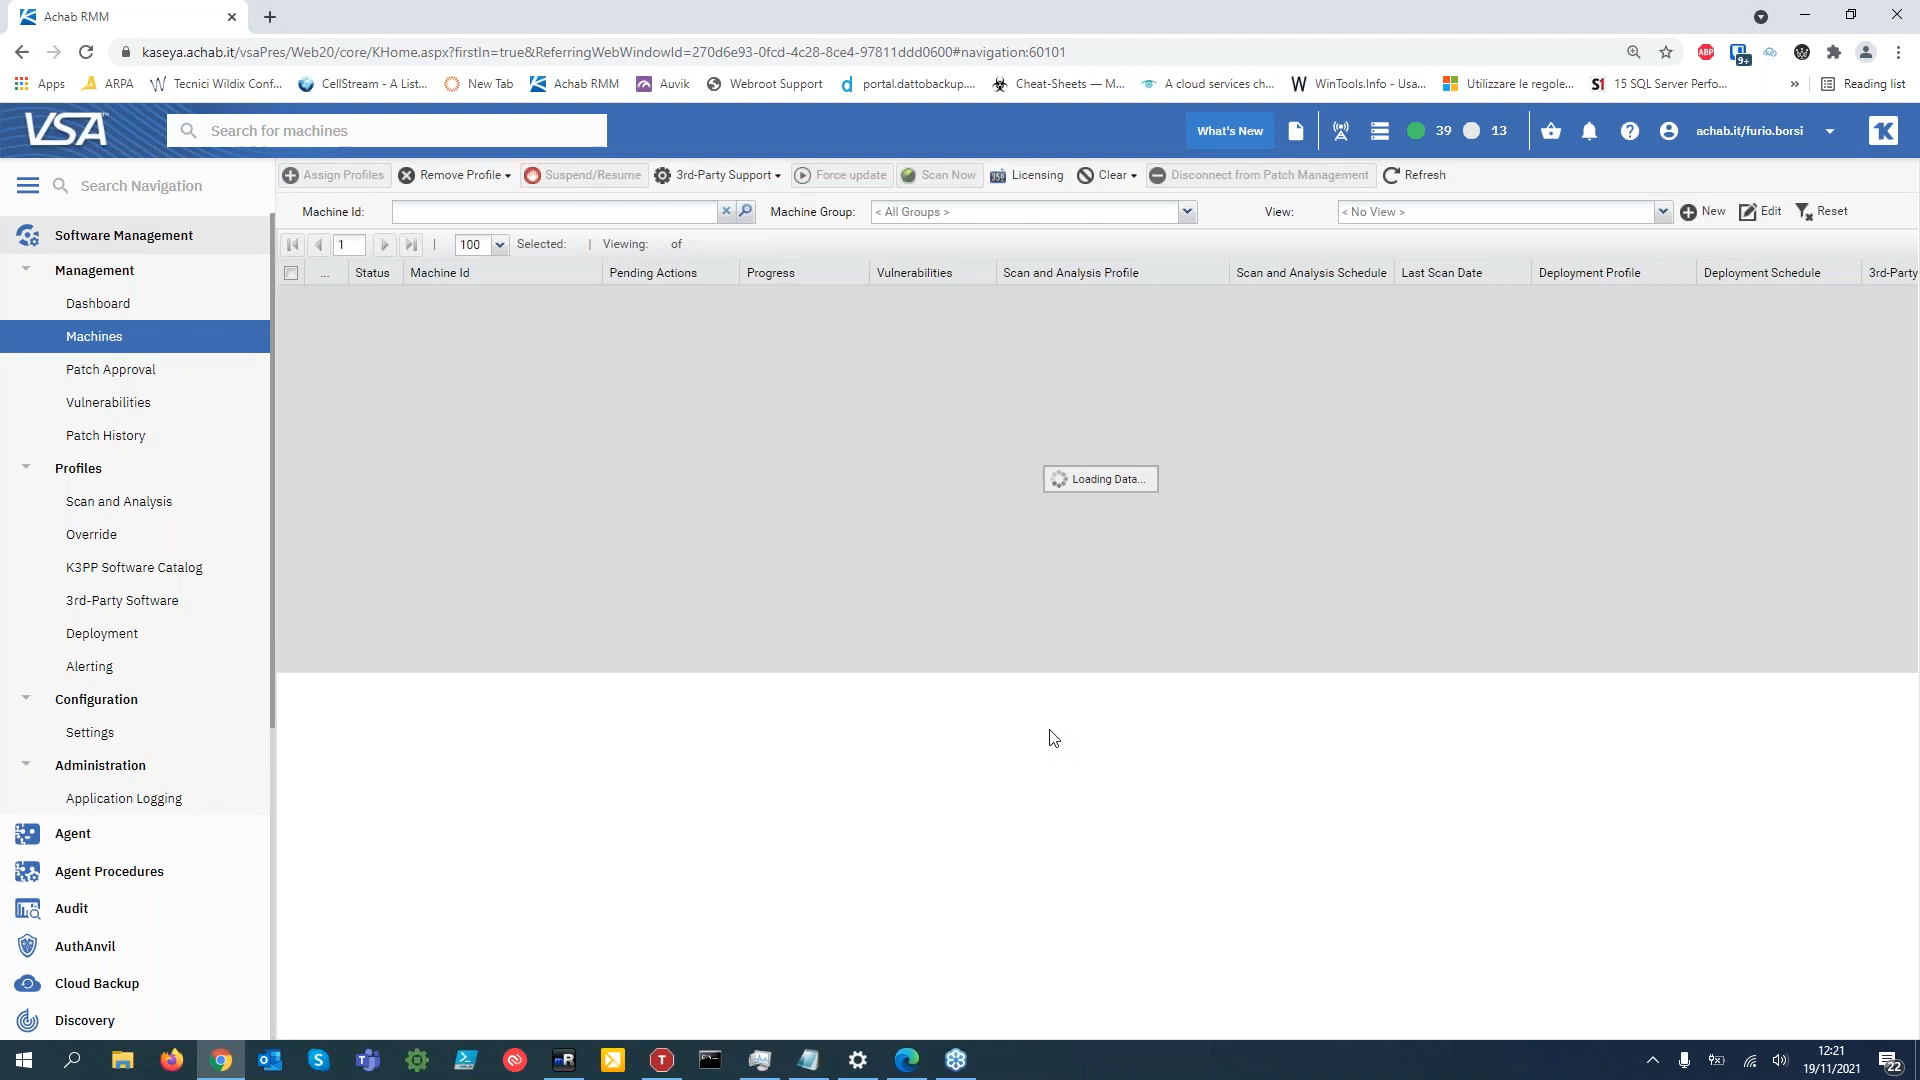 Achab RMM
kaseya.achab.it/vsaPres/Web20/core/KHome.aspx?firstIn=true&ReferringWebWindowId=270d6e93-0fcd-4c28-8ce4-97811ddd0600#navigation:60101
ABP
9+
Apps
ARPA
Tecnici Wildix Conf...
CellStream - A List...
New Tab
Achab RMM
Auvik
Webroot Support
portal.dattobackup....
Cheat-Sheets — M...
A cloud services ch...
WinTools.Info - Usa...
Utilizzare le regole...
15 SQL Server Perfo...
»
Reading list
VSA
Search for machines
What's New
39
13
achab.it/furio.borsi
Search Navigation
Assign Profiles
Remove Profile
Suspend/Resume
3rd-Party Support
Force update
Scan Now
Licensing
Clear
Disconnect from Patch Management
Refresh
Machine Id:
Machine Group:
< All Groups >
View:
< No View >
New
Edit
Reset
1
100
Selected:
Viewing:
of
...
Status
Machine Id
Pending Actions
Progress
Vulnerabilities
Scan and Analysis Profile
Scan and Analysis Schedule
Last Scan Date
Deployment Profile
Deployment Schedule
3rd-Party
Loading Data...
Software Management
Management
Dashboard
Machines
Patch Approval
Vulnerabilities
Patch History
Profiles
Scan and Analysis
Override
K3PP Software Catalog
3rd-Party Software
Deployment
Alerting
Configuration
Settings
Administration
Application Logging
Agent
Agent Procedures
Audit
AuthAnvil
Cloud Backup
Discovery
12:21
19/11/2021
22